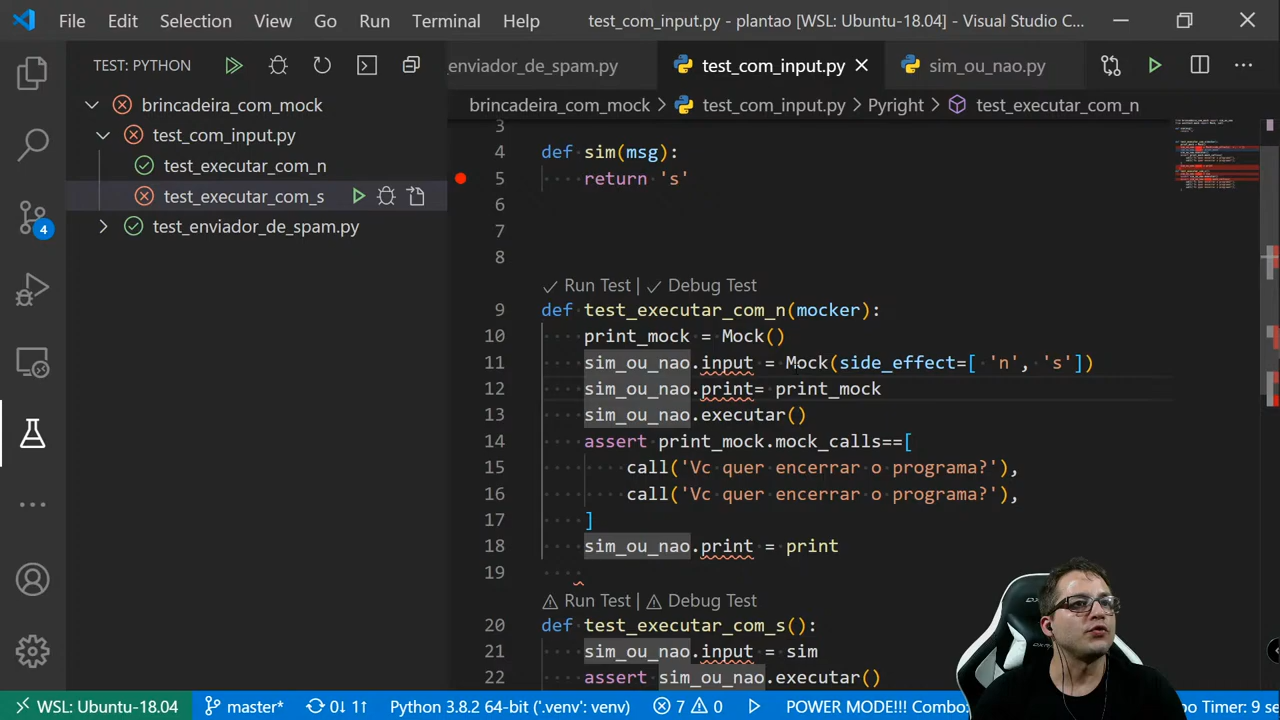 File Edit Selection View Go Run Terminal Help test_com_input.py - plantao [WSL: Ubuntu-18.04] - Visual Studio C...
TEST: PYTHON
_enviador_de_spam.py test_com_input.py sim_ou_nao.py
brincadeira_com_mock > test_com_input.py > Pyright > test_executar_com_n
brincadeira_com_mock
test_com_input.py
test_executar_com_n
test_executar_com_s
test_enviador_de_spam.py
4
3
4 def sim(msg):
5 return 's'
6
7
8
Run Test | Debug Test
9 def test_executar_com_n(mocker):
10 print_mock = Mock()
11 sim_ou_nao.input = Mock(side_effect=[ 'n', 's'])
12 sim_ou_nao.print= print_mock
13 sim_ou_nao.executar()
14 assert print_mock.mock_calls==[
15 call('Vc quer encerrar o programa?'),
16 call('Vc quer encerrar o programa?'),
17 ]
18 sim_ou_nao.print = print
19
Run Test | Debug Test
20 def test_executar_com_s():
21 sim_ou_nao.input = sim
22 assert sim_ou_nao.executar()
WSL: Ubuntu-18.04 master* 0↓ 1↑ Python 3.8.2 64-bit ('.venv': venv) 7 0 POWER MODE!!! Combo: Combo Timer: 9 se